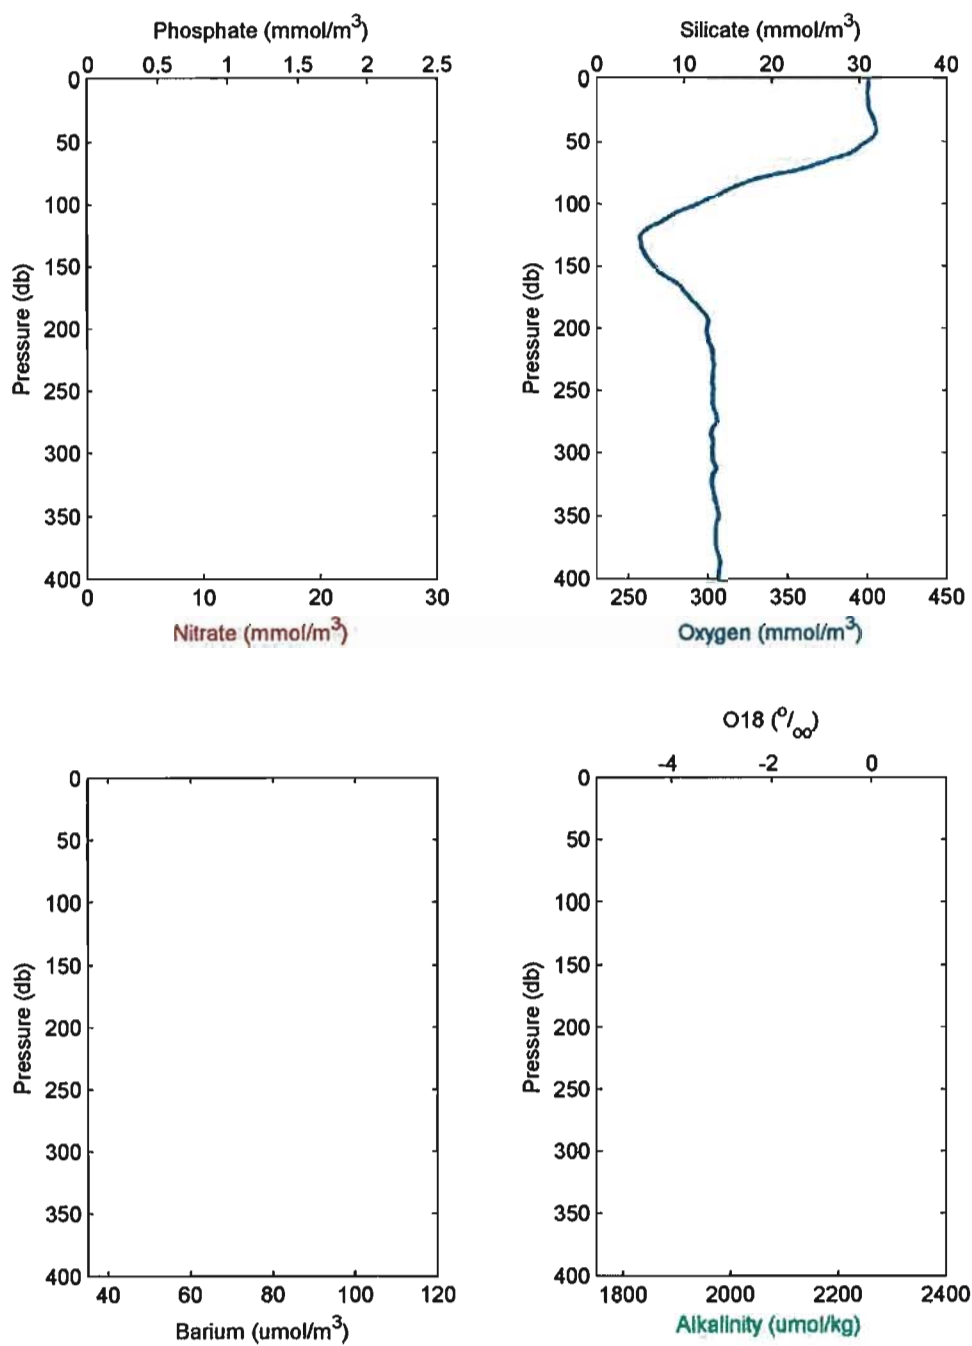 Phosphate (mmol/m³)
0 0.5 1 1.5 2 2.5
0
50
100
150
200
250
300
350
400
Pressure (db)
0 10 20 30
Nitrate (mmol/m³)
Silicate (mmol/m³)
0 10 20 30 40
0
50
100
150
200
250
300
350
400
Pressure (db)
250 300 350 400 450
Oxygen (mmol/m³)
0
50
100
150
200
250
300
350
400
Pressure (db)
40 60 80 100 120
Barium (umol/m³)
O18 (º/ₒₒ)
-4 -2 0
0
50
100
150
200
250
300
350
400
Pressure (db)
1800 2000 2200 2400
Alkalinity (umol/kg)